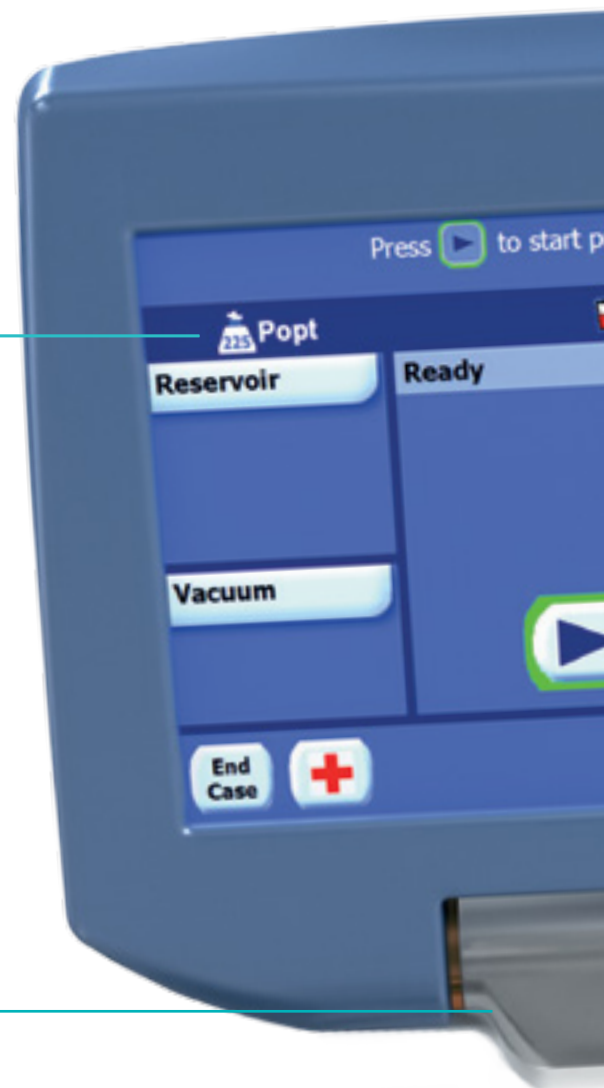 Press to start p
225 Popt
Reservoir
Ready
Vacuum
End
Case